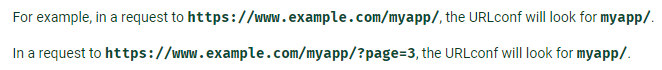 For example, in a request to https://www.example.com/myapp/, the URLconf will look for myapp/.
In a request to https://www.example.com/myapp/?page=3, the URLconf will look for myapp/.